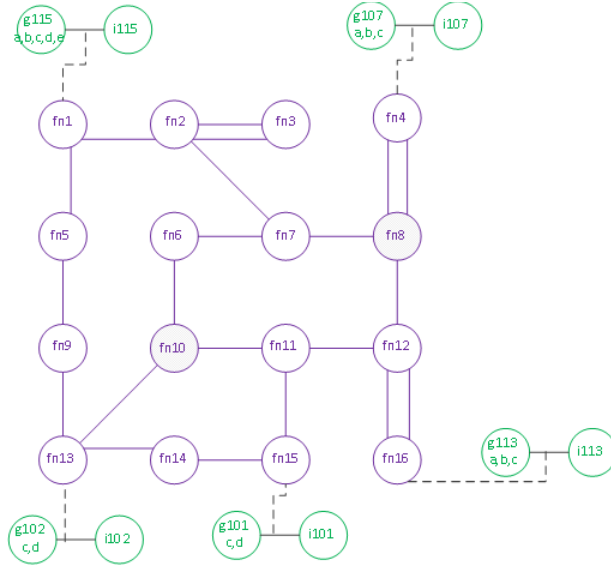 g115
a,b,c,d,e
i115
g107
a,b,c
i107
fn1
fn2
fn3
fn4
fn5
fn6
fn7
fn8
fn9
fn10
fn11
fn12
fn13
fn14
fn15
fn16
g113
a,b,c
i113
g102
c,d
i102
g101
c,d
i101